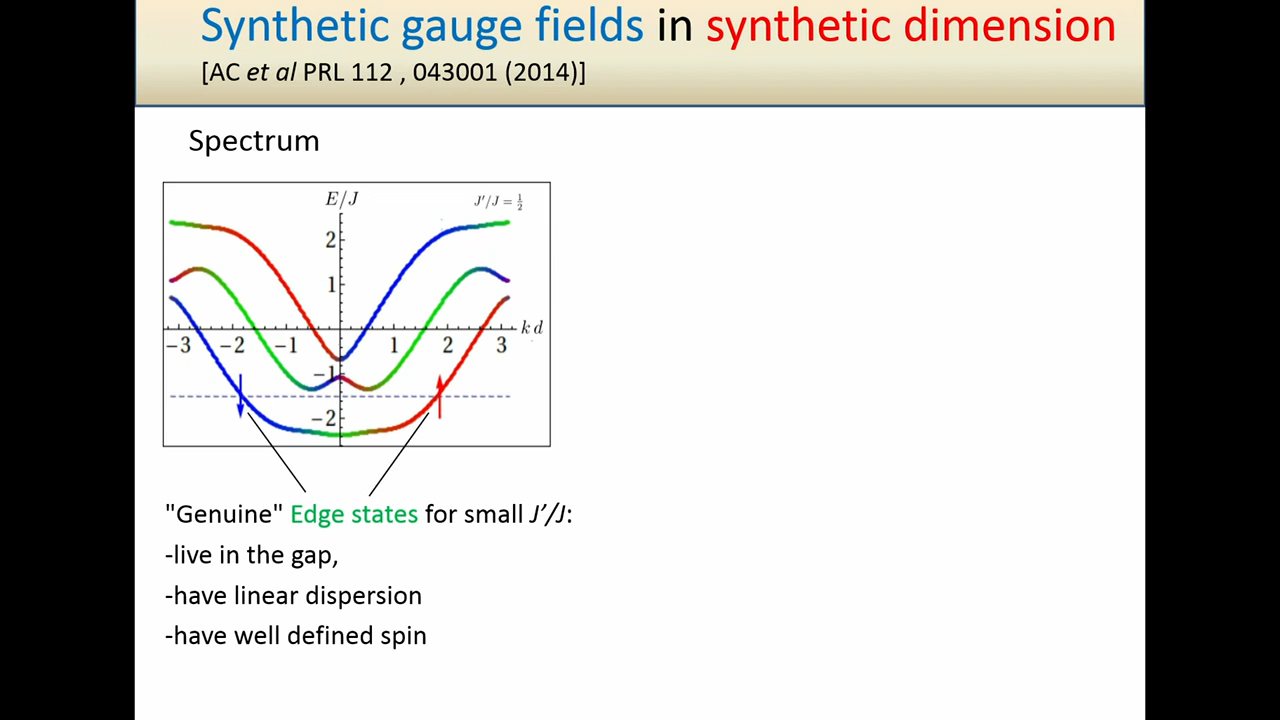 Synthetic gauge fields in synthetic dimension
[AC et al PRL 112 , 043001 (2014)]
Spectrum
E/J
J′/J = 1/2
2
1
k d
−3 −2 −1 1 2 3
−1
−2
"Genuine" Edge states for small J’/J:
-live in the gap,
-have linear dispersion
-have well defined spin